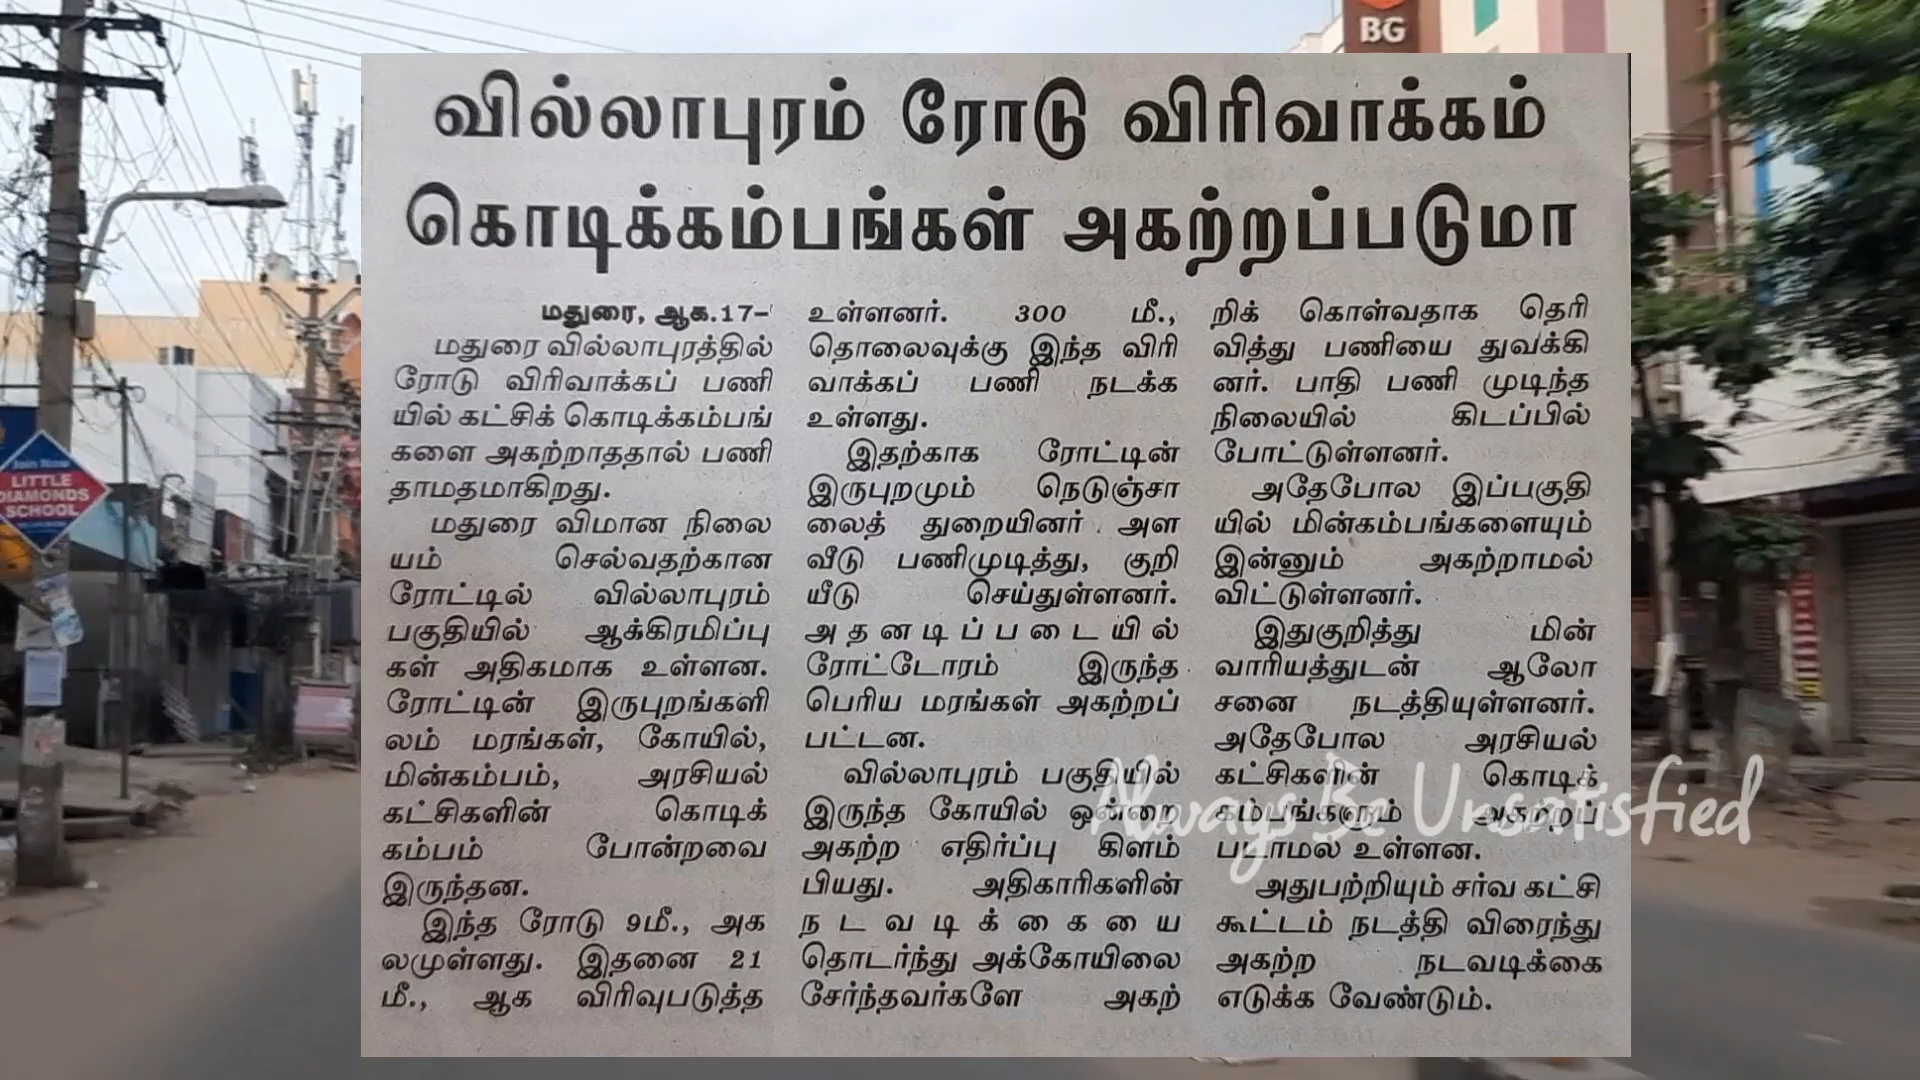 BG
Join Now
LITTLE
DIAMONDS
SCHOOL
வில்லாபுரம் ரோடு விரிவாக்கம்
கொடிக்கம்பங்கள் அகற்றப்படுமா
மதுரை, ஆக.17–
மதுரை வில்லாபுரத்தில்
ரோடு விரிவாக்கப் பணி
யில் கட்சிக் கொடிக்கம்பங்
களை அகற்றாததால் பணி
தாமதமாகிறது.
மதுரை விமான நிலை
யம் செல்வதற்கான
ரோட்டில் வில்லாபுரம்
பகுதியில் ஆக்கிரமிப்பு
கள் அதிகமாக உள்ளன.
ரோட்டின் இருபுறங்களி
லம் மரங்கள், கோயில்,
மின்கம்பம், அரசியல்
கட்சிகளின் கொடிக்
கம்பம் போன்றவை
இருந்தன.
இந்த ரோடு 9மீ., அக
லமுள்ளது. இதனை 21
மீ., ஆக விரிவுபடுத்த
உள்ளனர். 300 மீ.,
தொலைவுக்கு இந்த விரி
வாக்கப் பணி நடக்க
உள்ளது.
இதற்காக ரோட்டின்
இருபுறமும் நெடுஞ்சா
லைத் துறையினர் அள
வீடு பணிமுடித்து, குறி
யீடு செய்துள்ளனர்.
அதனடிப்படையில்
ரோட்டோரம் இருந்த
பெரிய மரங்கள் அகற்றப்
பட்டன.
வில்லாபுரம் பகுதியில்
இருந்த கோயில் ஒன்றை
அகற்ற எதிர்ப்பு கிளம்
பியது. அதிகாரிகளின்
நடவடிக்கையை
தொடர்ந்து அக்கோயிலை
சேர்ந்தவர்களே அகற்
றிக் கொள்வதாக தெரி
வித்து பணியை துவக்கி
னர். பாதி பணி முடிந்த
நிலையில் கிடப்பில்
போட்டுள்ளனர்.
அதேபோல இப்பகுதி
யில் மின்கம்பங்களையும்
இன்னும் அகற்றாமல்
விட்டுள்ளனர்.
இதுகுறித்து மின்
வாரியத்துடன் ஆலோ
சனை நடத்தியுள்ளனர்.
அதேபோல அரசியல்
கட்சிகளின் கொடிக்
கம்பங்களும் அகற்றப்
படாமல் உள்ளன.
அதுபற்றியும் சர்வ கட்சி
கூட்டம் நடத்தி விரைந்து
அகற்ற நடவடிக்கை
எடுக்க வேண்டும்.
Always Be Unsatisfied